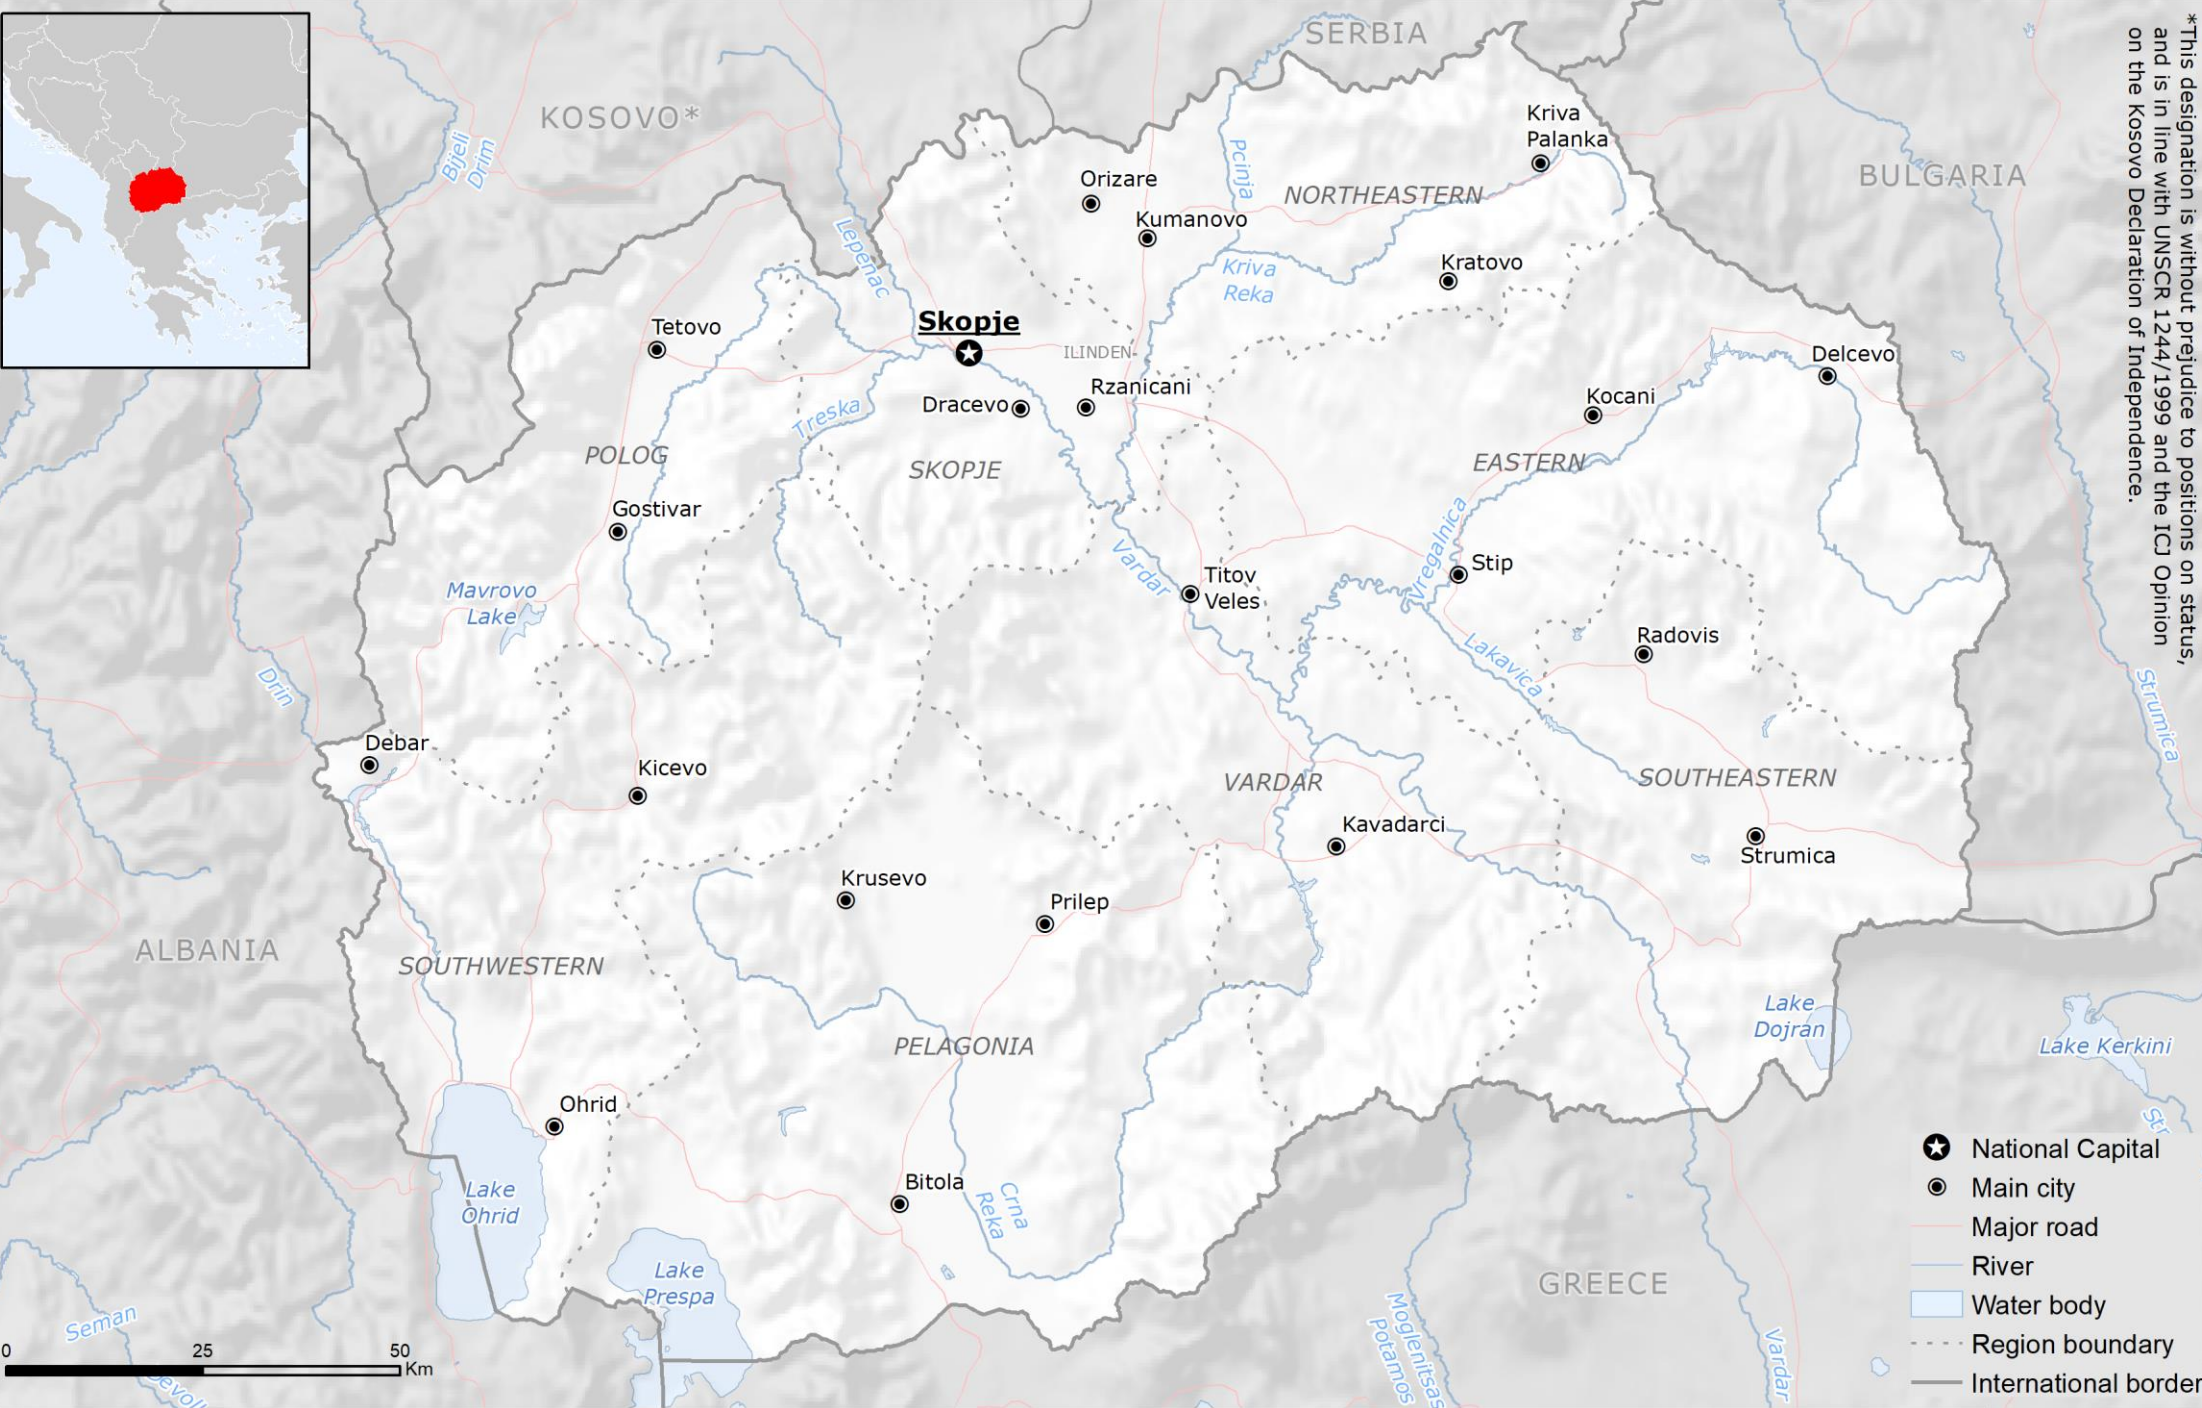 SERBIA
KOSOVO*
BULGARIA
*This designation is without prejudice to positions on status,
and is in line with UNSCR 1244/1999 and the ICJ Opinion
on the Kosovo Declaration of Independence.
Bijeli
Drim
Kriva
Palanka
Pcinja
Orizare
NORTHEASTERN
Kumanovo
Lepenac
Kriva
Reka
Kratovo
Skopje
Tetovo
ILINDEN
Delcevo
Rzanicani
Dracevo
Kocani
Treska
POLOG
SKOPJE
EASTERN
Gostivar
Vardar
Vregalnica
Stip
Titov
Veles
Mavrovo
Lake
Radovis
Lakavica
Drin
Strumica
Debar
Kicevo
VARDAR
SOUTHEASTERN
Kavadarci
Strumica
Krusevo
Prilep
ALBANIA
SOUTHWESTERN
Lake
Dojran
PELAGONIA
Lake Kerkini
Ohrid
Str
Bitola
Lake
Ohrid
Crna
Reka
Lake
Prespa
GREECE
Seman
Moglenitsas
Potamos
Vardar
0 25 50
Km
National Capital
Main city
Major road
River
Water body
Region boundary
International border